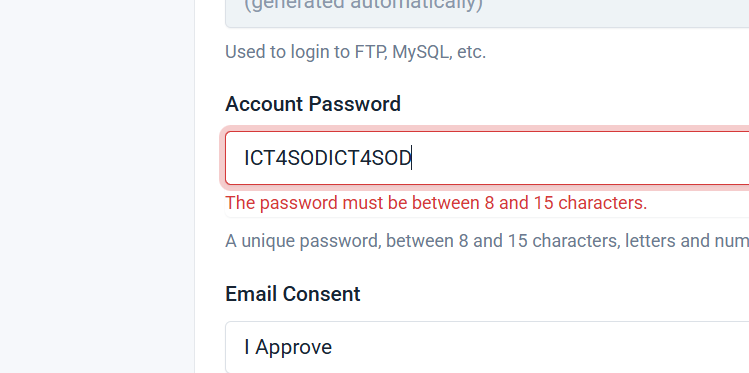 (generated automatically)
Used to login to FTP, MySQL, etc.
Account Password
ICT4SODICT4SOD
The password must be between 8 and 15 characters.
A unique password, between 8 and 15 characters, letters and num
Email Consent
I Approve